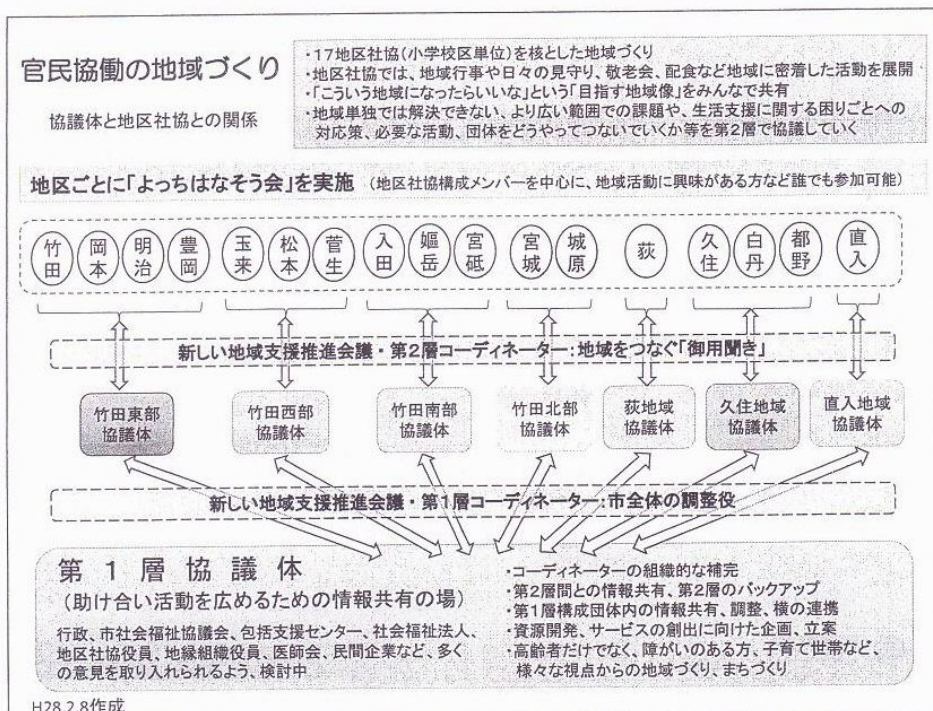 官民協働の地域づくり
協議体と地区社協との関係
・17地区社協(小学校区単位)を核とした地域づくり
・地区社協では、地域行事や日々の見守り、敬老会、配食など地域に密着した活動を展開
・「こういう地域になったらいいな」という「目指す地域像」をみんなで共有
・地域単独では解決できない、より広い範囲での課題や、生活支援に関する困りごとへの
対応策、必要な活動、団体をどうやってつないでいくか等を第2層で協議していく
地区ごとに「よっちはなそう会」を実施 (地区社協構成メンバーを中心に、地域活動に興味がある方など誰でも参加可能)
竹田 岡本 明治 豊岡 玉来 松本 菅生 入田 嫗岳 宮砥 宮城 城原 荻 久住 白丹 都野 直入
新しい地域支援推進会議・第2層コーディネーター:地域をつなぐ「御用聞き」
竹田東部協議体
竹田西部協議体
竹田南部協議体
竹田北部協議体
荻地域協議体
久住地域協議体
直入地域協議体
新しい地域支援推進会議・第1層コーディネーター:市全体の調整役
第1層協議体
(助け合い活動を広めるための情報共有の場)
行政、市社会福祉協議会、包括支援センター、社会福祉法人、
地区社協役員、地縁組織役員、医師会、民間企業など、多く
の意見を取り入れられるよう、検討中
・コーディネーターの組織的な補完
・第2層間との情報共有、第2層のバックアップ
・第1層構成団体内の情報共有、調整、横の連携
・資源開発、サービスの創出に向けた企画、立案
・高齢者だけでなく、障がいのある方、子育て世帯など、
様々な視点からの地域づくり、まちづくり
H28.2.8作成